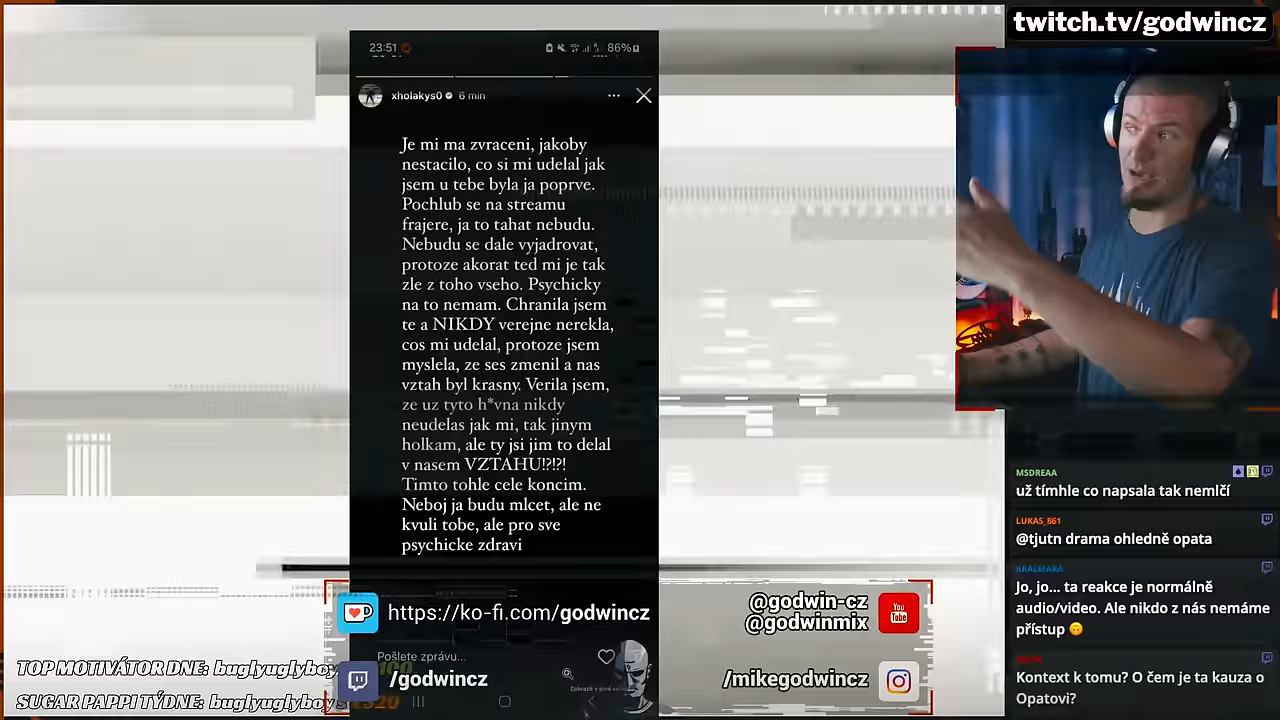 twitch.tv/godwincz
23:51
86%
xholakys0 6 min
Je mi ma zvraceni, jakoby
nestacilo, co si mi udelal jak
jsem u tebe byla ja poprve.
Pochlub se na streamu
frajere, ja to tahat nebudu.
Nebudu se dale vyjadrovat,
protoze akorat ted mi je tak
zle z toho vseho. Psychicky
na to nemam. Chranila jsem
te a NIKDY verejne nerekla,
cos mi udelal, protoze jsem
myslela, ze ses zmenil a nas
vztah byl krasny. Verila jsem,
ze uz tyto h*vna nikdy
neudelas jak mi, tak jinym
holkam, ale ty jsi jim to delal
v nasem VZTAHU!?!?!
Timto tohle cele koncim.
Neboj ja budu mlcet, ale ne
kvuli tobe, ale pro sve
psychicke zdravi
https://ko-fi.com/godwincz
Pošlete zprávu...
/godwincz
@godwin-cz
@godwinmix
You
Tube
/mikegodwincz
TOP MOTIVÁTOR DNE: buglyuglyboy
SUGAR PAPPI TÝDNE: buglyuglyboy
MSDREAA
už tímhle co napsala tak nemlčí
LUKAS_861
@tjutn drama ohledně opata
KRALMARA
Jo, jo... ta reakce je normálně
audio/video. Ale nikdo z nás nemáme
přístup 🙃
Kontext k tomu? O čem je ta kauza o
Opatovi?